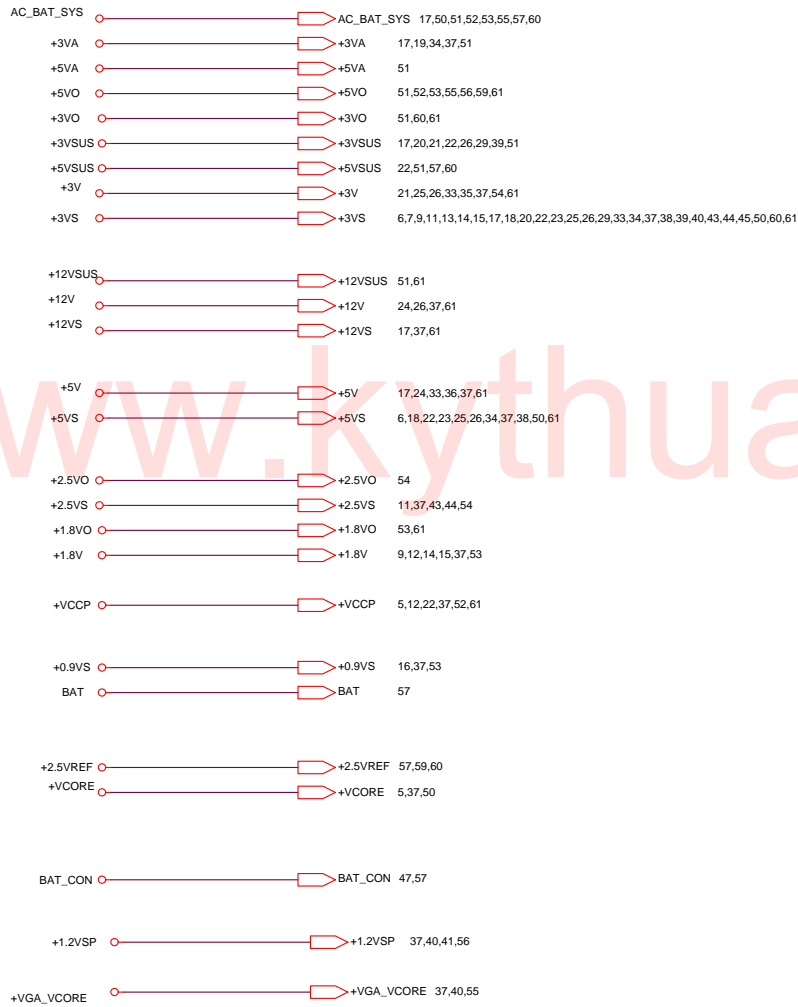 AC_BAT_SYS AC_BAT_SYS 17,50,51,52,53,55,57,60
+3VA +3VA 17,19,34,37,51
+5VA +5VA 51
+5VO +5VO 51,52,53,55,56,59,61
+3VO +3VO 51,60,61
+3VSUS +3VSUS 17,20,21,22,26,29,39,51
+5VSUS +5VSUS 22,51,57,60
+3V +3V 21,25,26,33,35,37,54,61
+3VS +3VS 6,7,9,11,13,14,15,17,18,20,22,23,25,26,29,33,34,37,38,39,40,43,44,45,50,60,61
+12VSUS +12VSUS 51,61
+12V +12V 24,26,37,61
+12VS +12VS 17,37,61
+5V +5V 17,24,33,36,37,61
+5VS +5VS 6,18,22,23,25,26,34,37,38,50,61
ww.kythua
+2.5VO +2.5VO 54
+2.5VS +2.5VS 11,37,43,44,54
+1.8VO +1.8VO 53,61
+1.8V +1.8V 9,12,14,15,37,53
+VCCP +VCCP 5,12,22,37,52,61
+0.9VS +0.9VS 16,37,53
BAT BAT 57
+2.5VREF +2.5VREF 57,59,60
+VCORE +VCORE 5,37,50
BAT_CON BAT_CON 47,57
+1.2VSP +1.2VSP 37,40,41,56
+VGA_VCORE +VGA_VCORE 37,40,55